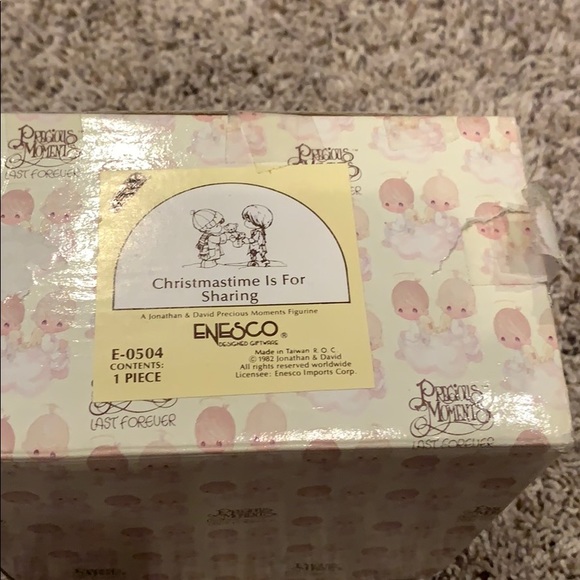 PRECIOUS
MOMENTS
LAST FOREVER
PRECIOUS
MOMENTS
Christmastime Is For
Sharing
A Jonathan & David Precious Moments Figurine
ENESCO®
DESIGNED GIFTWARE
E-0504
CONTENTS:
1 PIECE
Made in Taiwan R.O.C.
© 1982 Jonathan & David
All rights reserved worldwide
Licensee: Enesco Imports Corp.
LAST FOREVER
PRECIOUS
MOMENTS
LAST FOREVER